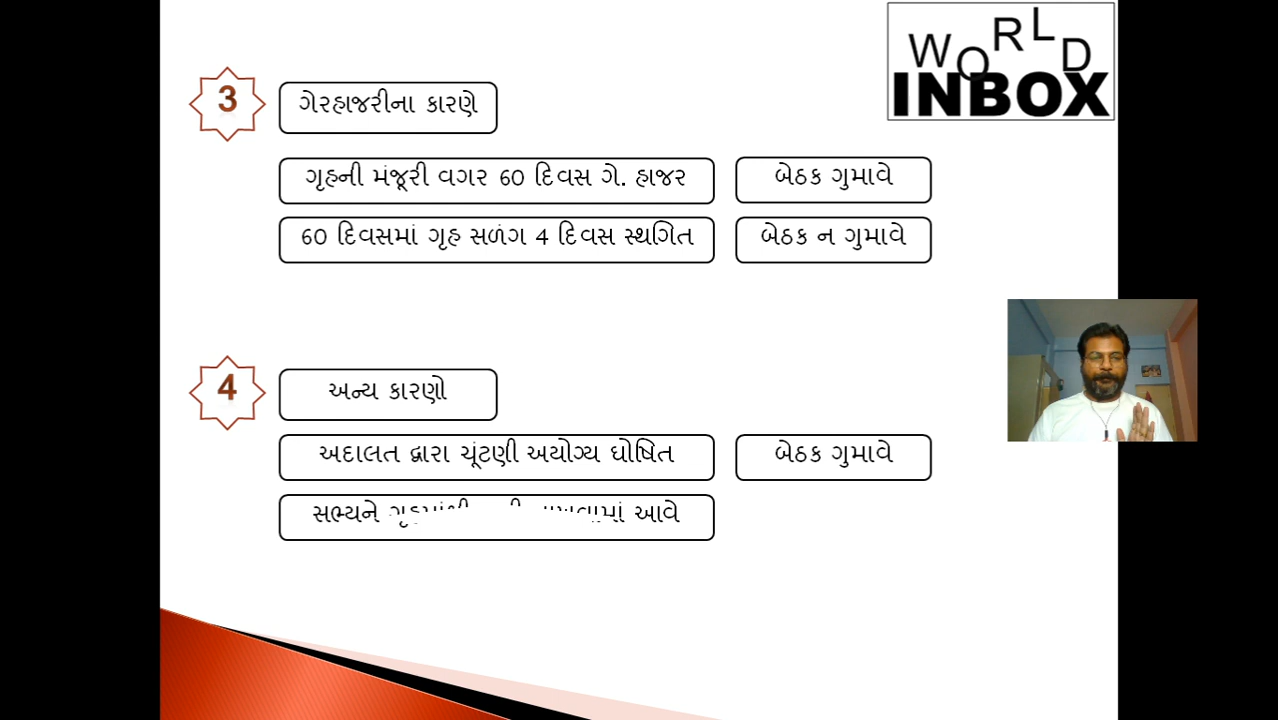 WORLD
INBOX
3
ગેરહાજરીના કારણે
ગૃહની મંજૂરી વગર 60 દિવસ ગે. હાજર
બેઠક ગુમાવે
60 દિવસમાં ગૃહ સળંગ 4 દિવસ સ્થગિત
બેઠક ન ગુમાવે
4
અન્ય કારણો
અદાલત દ્વારા ચૂંટણી અયોગ્ય ઘોષિત
બેઠક ગુમાવે
સભ્યને આવે